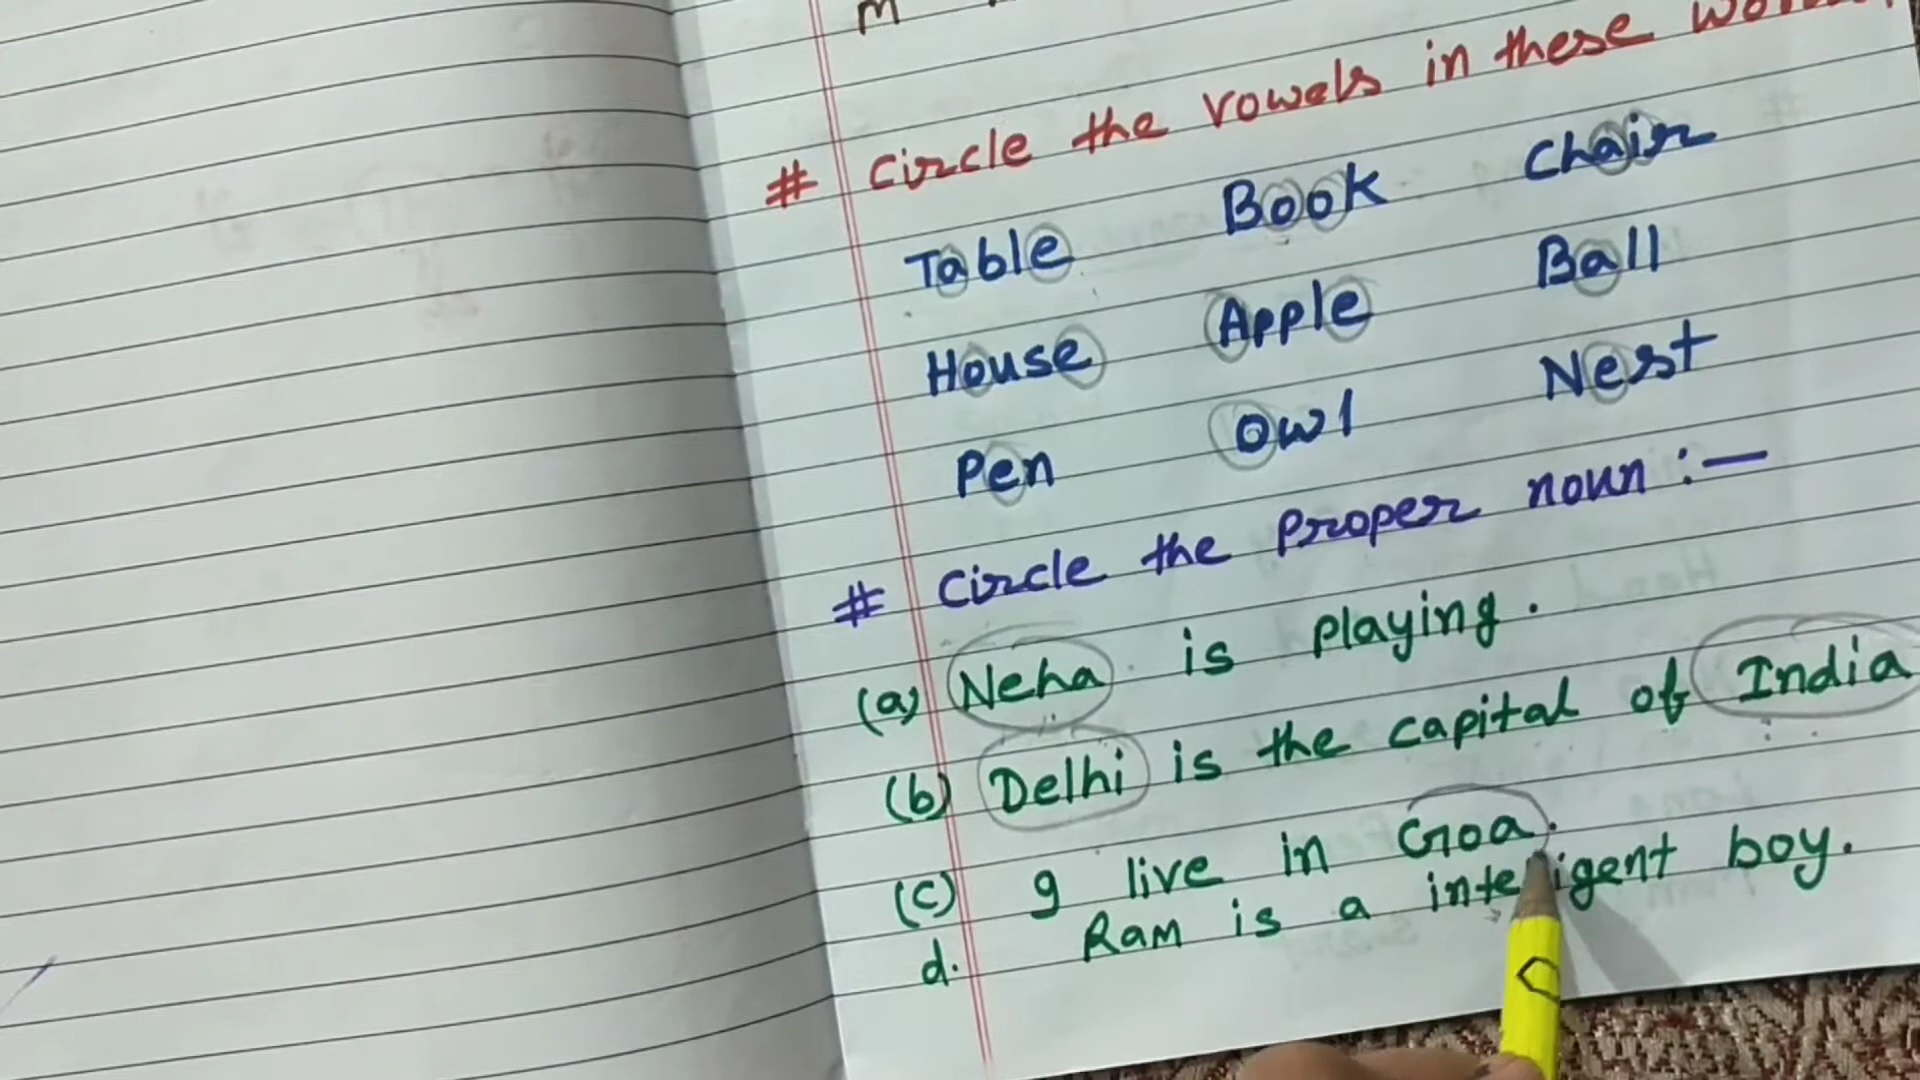 m
# Circle the vowels in these
Table Book Chair
House Apple Ball
Pen Owl Nest
# Circle the Proper noun :—
(a) Neha is playing.
(b) Delhi is the capital of India
(c) I live in Goa.
d. Ram is a intelligent boy.